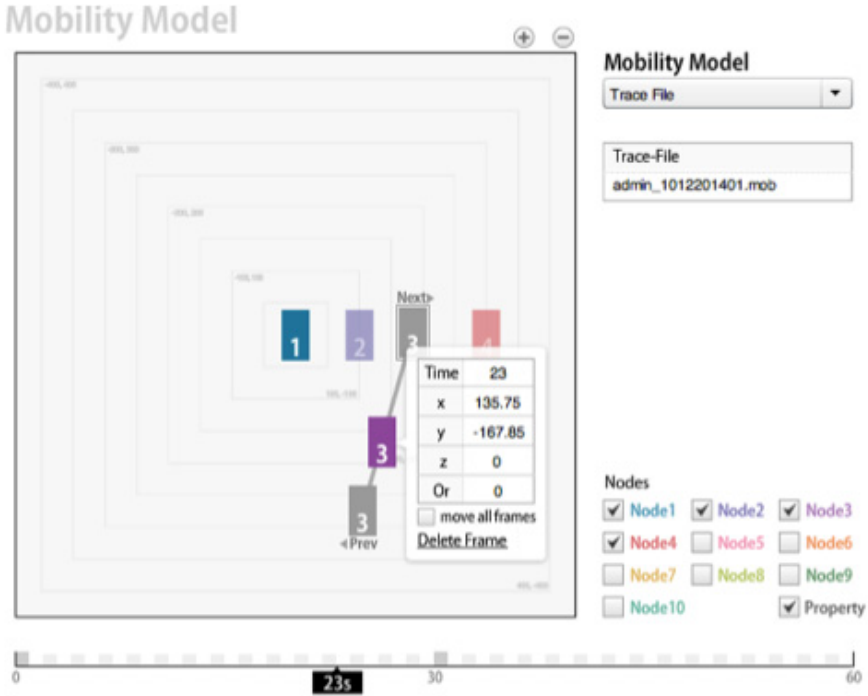 Mobility Model
Mobility Model
Trace File
Trace-File
admin_1012201401.mob
Next
1
2
3
4
Time 23
x 135.75
y -167.85
z 0
Or 0
move all frames
Delete Frame
3
3
Prev
Nodes
Node1 Node2 Node3
Node4 Node5 Node6
Node7 Node8 Node9
Node10 Property
0
23s
30
60